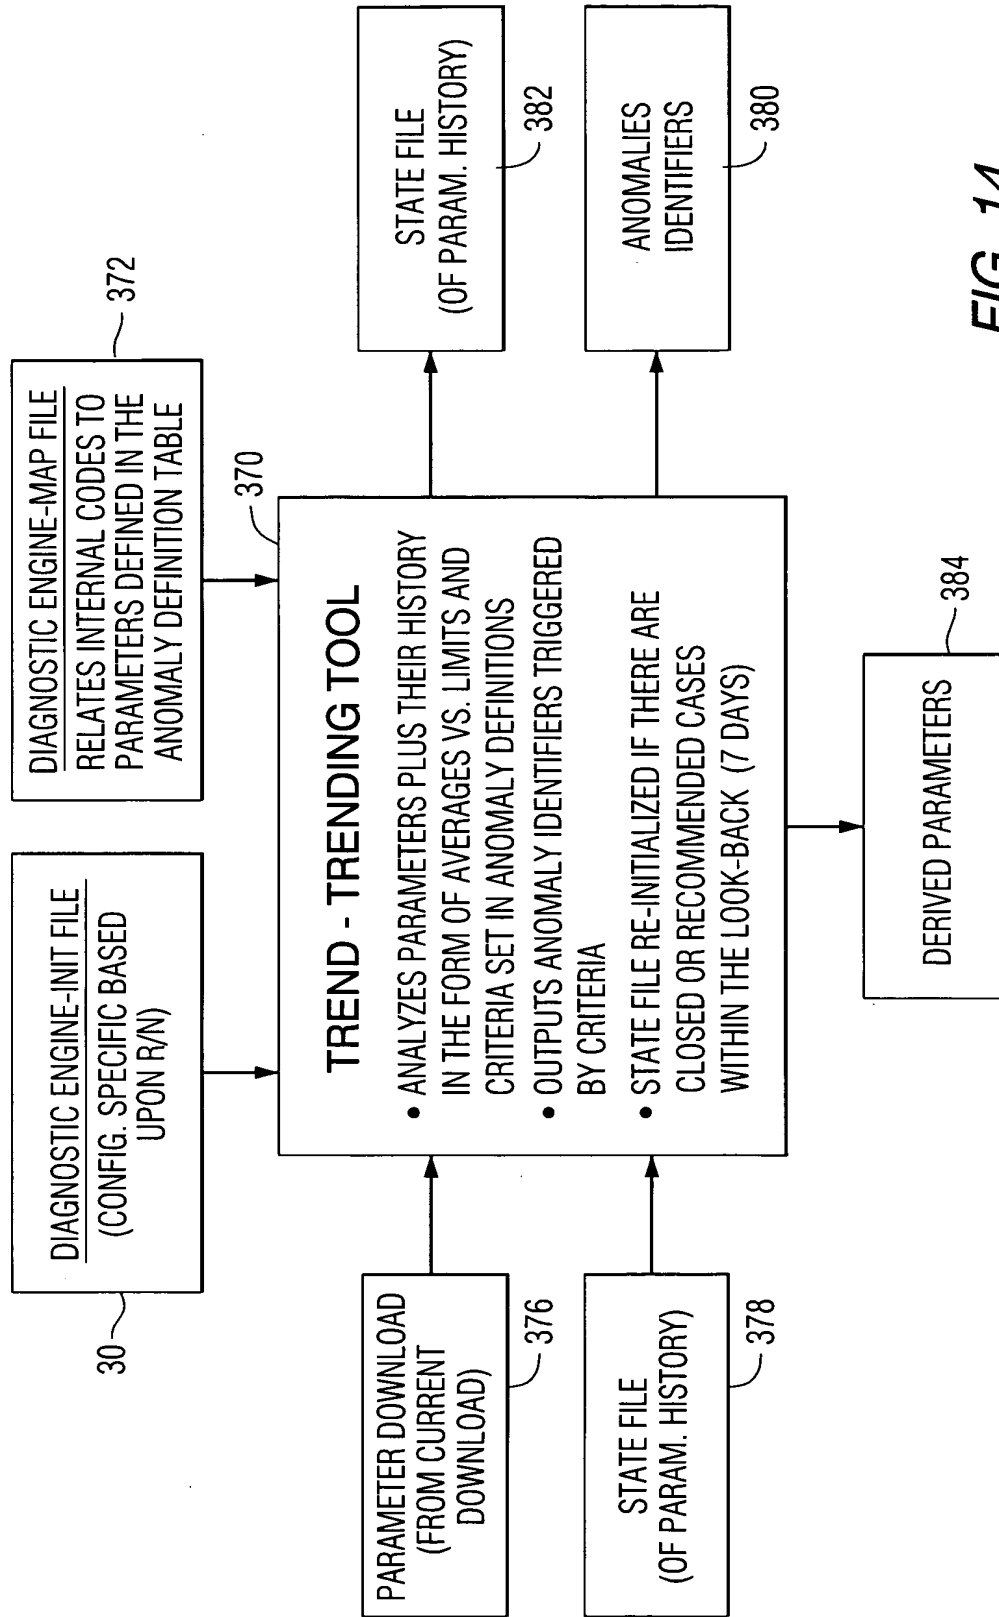 DIAGNOSTIC ENGINE-INIT FILE
(CONFIG. SPECIFIC BASED
UPON R/N)
30
DIAGNOSTIC ENGINE-MAP FILE
RELATES INTERNAL CODES TO
PARAMETERS DEFINED IN THE
ANOMALY DEFINITION TABLE
372
PARAMETER DOWNLOAD
(FROM CURRENT
DOWNLOAD)
376
STATE FILE
(OF PARAM. HISTORY)
378
370
TREND - TRENDING TOOL
• ANALYZES PARAMETERS PLUS THEIR HISTORY
IN THE FORM OF AVERAGES VS. LIMITS AND
CRITERIA SET IN ANOMALY DEFINITIONS
• OUTPUTS ANOMALY IDENTIFIERS TRIGGERED
BY CRITERIA
• STATE FILE RE-INITIALIZED IF THERE ARE
CLOSED OR RECOMMENDED CASES
WITHIN THE LOOK-BACK (7 DAYS)
STATE FILE
(OF PARAM. HISTORY)
382
ANOMALIES
IDENTIFIERS
380
DERIVED PARAMETERS
384
FIG. 14